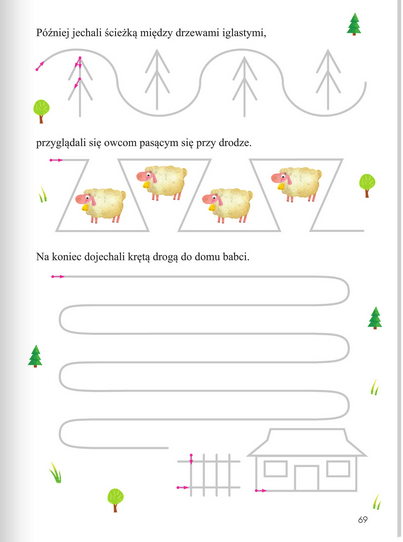 Później jechali ścieżką między drzewami iglastymi,
przyglądali się owcom pasącym się przy drodze.
Na koniec dojechali krętą drogą do domu babci.
69